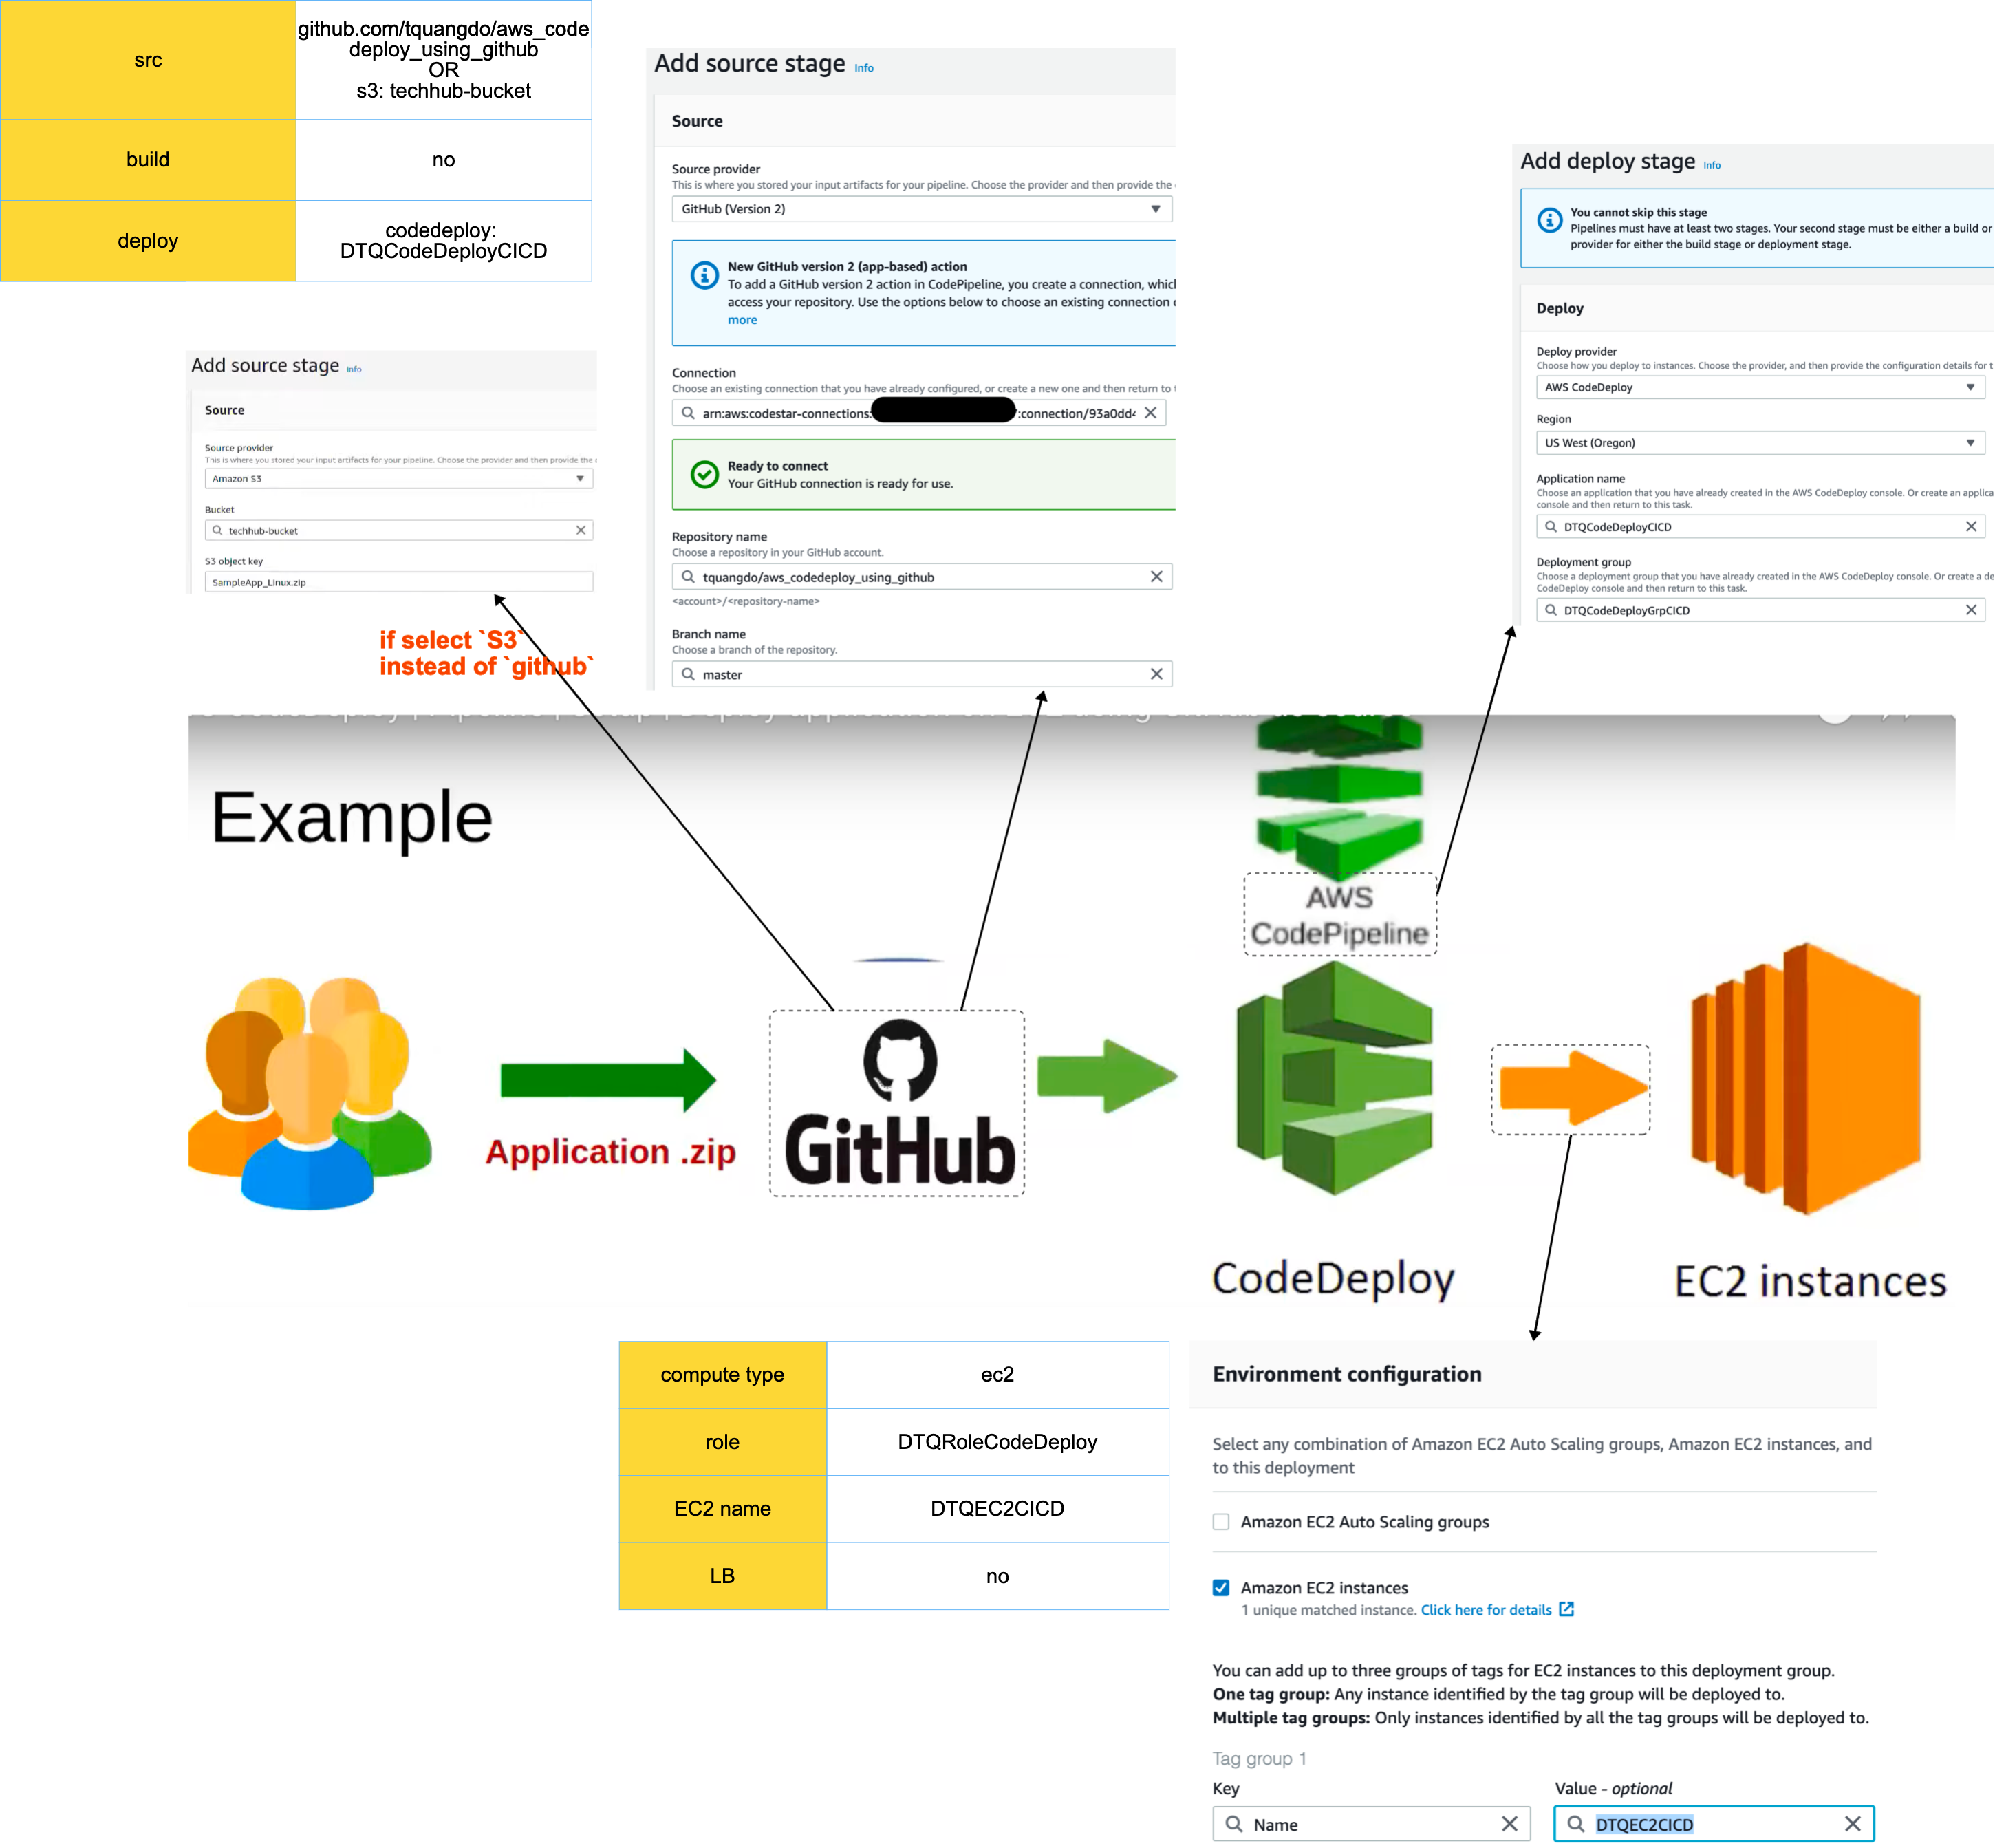 src
github.com/tquangdo/aws_code
deploy_using_github
OR
s3: techhub-bucket
build
no
deploy
codedeploy:
DTQCodeDeployCICD
Add source stage Info
Source
Source provider
This is where you stored your input artifacts for your pipeline. Choose the provider and then provide the
Amazon S3
Bucket
techhub-bucket
S3 object key
SampleApp_Linux.zip
if select `S3`
instead of `github`
Add source stage Info
Source
Source provider
This is where you stored your input artifacts for your pipeline. Choose the provider and then provide the
GitHub (Version 2)
New GitHub version 2 (app-based) action
To add a GitHub version 2 action in CodePipeline, you create a connection, which
access your repository. Use the options below to choose an existing connection
more
Connection
Choose an existing connection that you have already configured, or create a new one and then return to
arn:aws:codestar-connections: :connection/93a0dd4
Ready to connect
Your GitHub connection is ready for use.
Repository name
Choose a repository in your GitHub account.
tquangdo/aws_codedeploy_using_github
<account>/<repository-name>
Branch name
Choose a branch of the repository.
master
Add deploy stage Info
You cannot skip this stage
Pipelines must have at least two stages. Your second stage must be either a build or
provider for either the build stage or deployment stage.
Deploy
Deploy provider
Choose how you deploy to instances. Choose the provider, and then provide the configuration details for
AWS CodeDeploy
Region
US West (Oregon)
Application name
Choose an application that you have already created in the AWS CodeDeploy console. Or create an
console and then return to this task.
DTQCodeDeployCICD
Deployment group
Choose a deployment group that you have already created in the AWS CodeDeploy console. Or create a
CodeDeploy console and then return to this task.
DTQCodeDeployGrpCICD
Example
AWS
CodePipeline
Application .zip
GitHub
CodeDeploy
EC2 instances
compute type
ec2
role
DTQRoleCodeDeploy
EC2 name
DTQEC2CICD
LB
no
Environment configuration
Select any combination of Amazon EC2 Auto Scaling groups, Amazon EC2 instances, and
to this deployment
Amazon EC2 Auto Scaling groups
Amazon EC2 instances
1 unique matched instance. Click here for details
You can add up to three groups of tags for EC2 instances to this deployment group.
One tag group: Any instance identified by the tag group will be deployed to.
Multiple tag groups: Only instances identified by all the tag groups will be deployed to.
Tag group 1
Key
Value - optional
Name
DTQEC2CICD